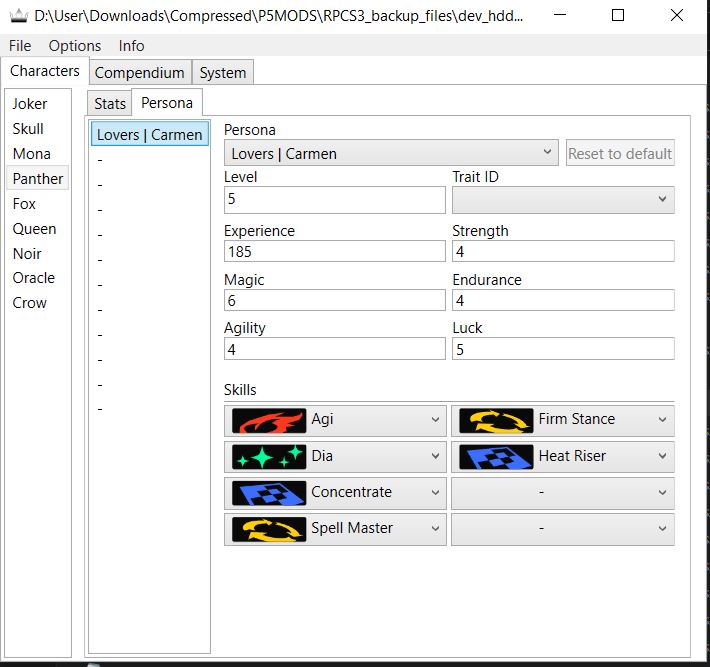 D:\User\Downloads\Compressed\P5MODS\RPCS3_backup_files\dev_hdd...
File Options Info
Characters Compendium System
Joker
Skull
Mona
Panther
Fox
Queen
Noir
Oracle
Crow
Stats Persona
Lovers | Carmen
-
-
-
-
-
-
-
-
-
-
-
Persona
Lovers | Carmen Reset to default
Level Trait ID
5
Experience Strength
185 4
Magic Endurance
6 4
Agility Luck
4 5
Skills
Agi Firm Stance
Dia Heat Riser
Concentrate -
Spell Master -